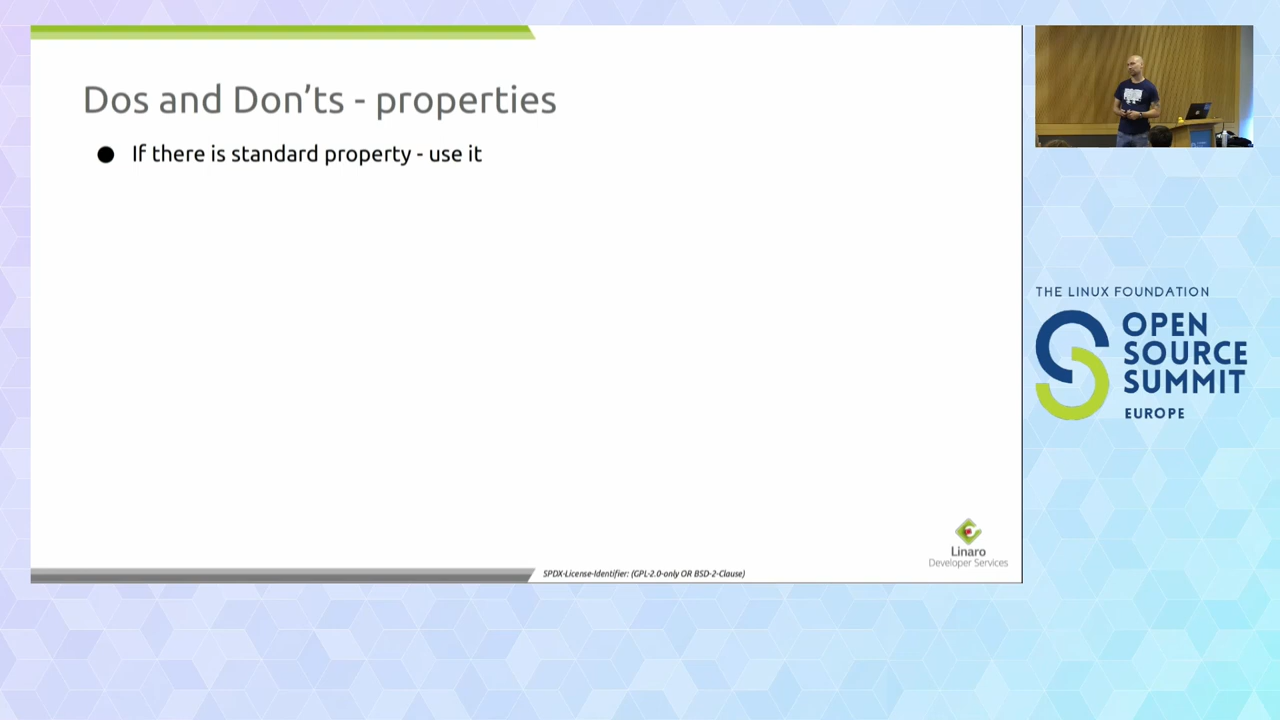 Dos and Don'ts - properties
● If there is standard property - use it
Linaro
Developer Services
SPDX-License-Identifier: (GPL-2.0-only OR BSD-2-Clause)
THE LINUX FOUNDATION
OPEN
SOURCE
SUMMIT
EUROPE